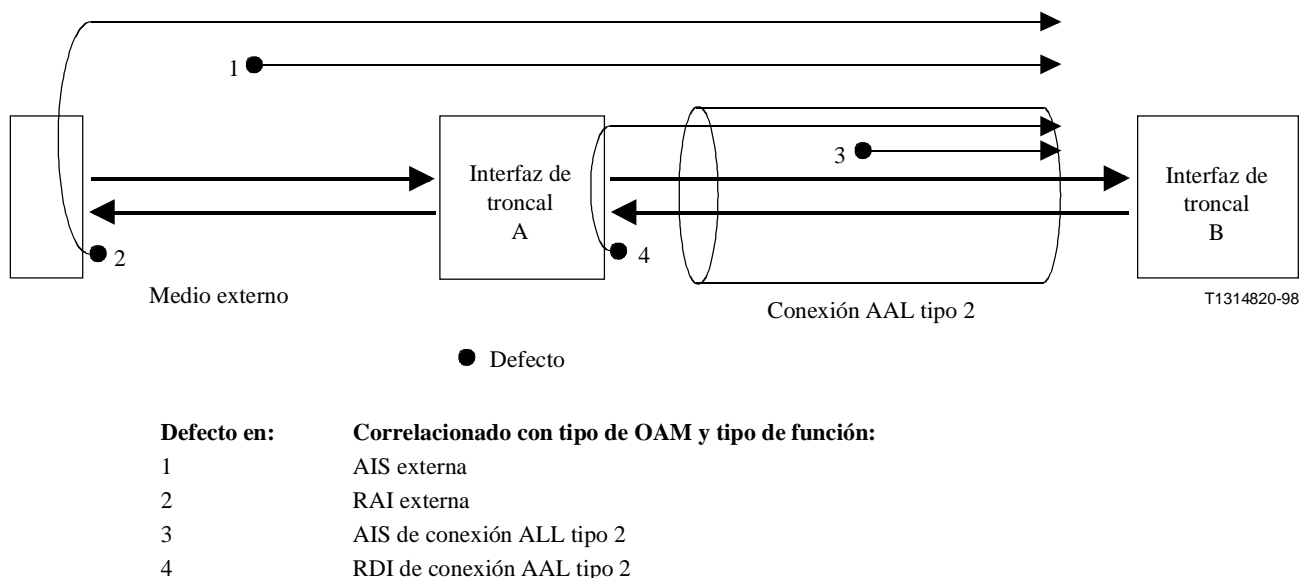 1
3
Interfaz de
troncal
A
Interfaz de
troncal
B
2
4
Medio externo
Conexión AAL tipo 2
T1314820-98
Defecto
Defecto en: Correlacionado con tipo de OAM y tipo de función:
1 AIS externa
2 RAI externa
3 AIS de conexión ALL tipo 2
4 RDI de conexión AAL tipo 2